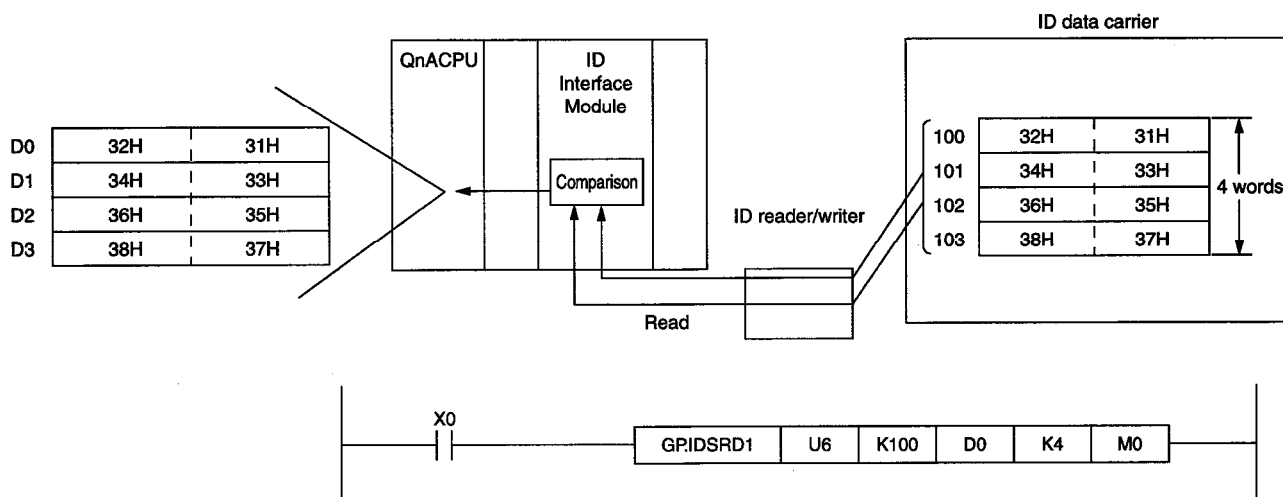 ID data carrier
QnACPU
ID
Interface
Module
D0 32H 31H
D1 34H 33H
D2 36H 35H
D3 38H 37H
Comparison
100 32H 31H
101 34H 33H
102 36H 35H
103 38H 37H
4 words
ID reader/writer
Read
X0
GP.IDSRD1 U6 K100 D0 K4 M0